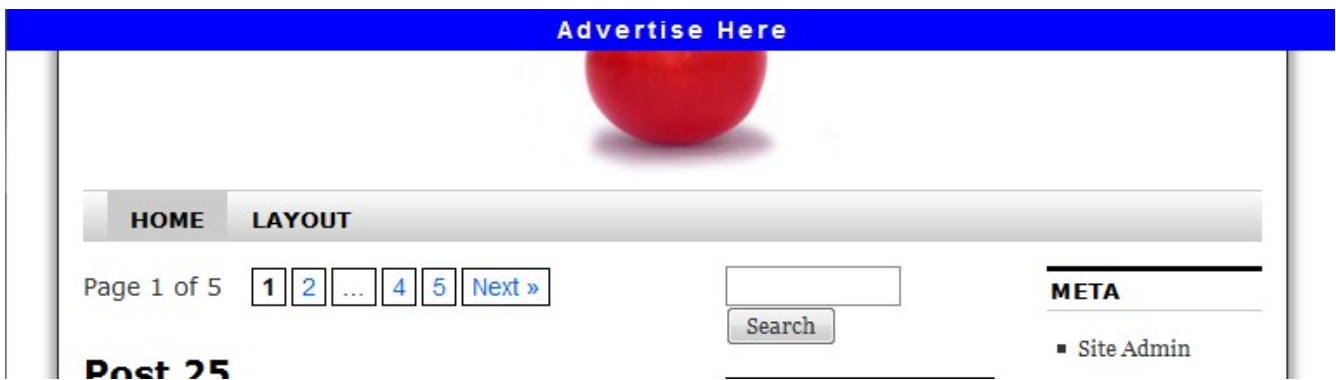 Advertise Here
HOME LAYOUT
Page 1 of 5 1 2 ... 4 5 Next »
Search
META
Site Admin
Post 25